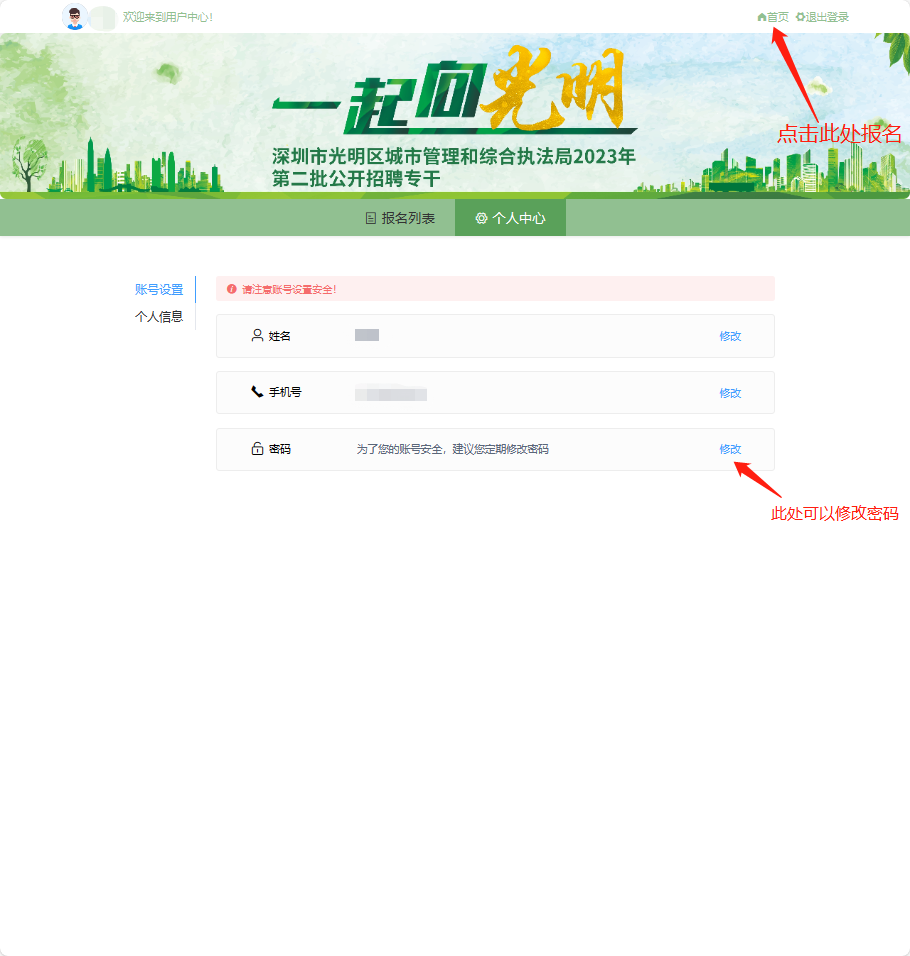 欢迎来到用户中心!
首页 退出登录
点击此处报名
一起向光明
深圳市光明区城市管理和综合执法局2023年
第二批公开招聘专干
报名列表 个人中心
账号设置
个人信息
请注意账号设置安全!
姓名 修改
手机号 修改
密码 为了您的账号安全，建议您定期修改密码 修改
此处可以修改密码